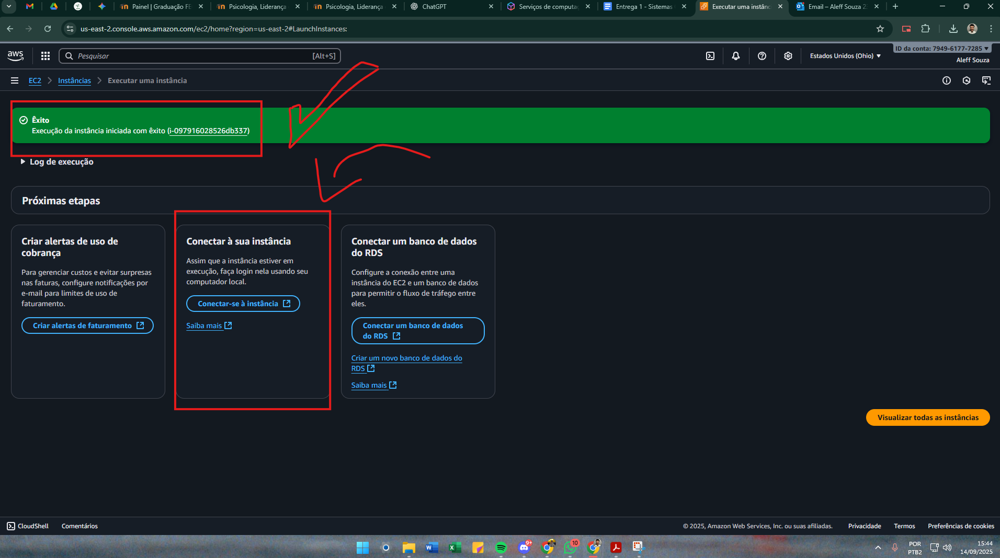 Painel | Graduação FE
Psicologia, Liderança
Psicologia, Liderança
ChatGPT
Serviços de computaç
Entrega 1 - Sistemas
Executar uma instânc
Email – Aleff Souza 2
us-east-2.console.aws.amazon.com/ec2/home?region=us-east-2#LaunchInstances:
aws
Pesquisar
[Alt+S]
Estados Unidos (Ohio)
ID da conta: 7949-6177-7285
Aleff Souza
EC2
Instâncias
Executar uma instância
Êxito
Execução da instância iniciada com êxito (i-097916028526db337)
Log de execução
Próximas etapas
Criar alertas de uso de
cobrança
Para gerenciar custos e evitar surpresas
nas faturas, configure notificações por
e-mail para limites de uso de
faturamento.
Criar alertas de faturamento
Conectar à sua instância
Assim que a instância estiver em
execução, faça login nela usando seu
computador local.
Conectar-se à instância
Saiba mais
Conectar um banco de dados
do RDS
Configure a conexão entre uma
instância do EC2 e um banco de dados
para permitir o fluxo de tráfego entre
eles.
Conectar um banco de dados
do RDS
Criar um novo banco de dados do
RDS
Saiba mais
Visualizar todas as instâncias
CloudShell
Comentários
© 2025, Amazon Web Services, Inc. ou suas afiliadas.
Privacidade
Termos
Preferências de cookies
9+
10
POR
PTB2
15:44
14/09/2025